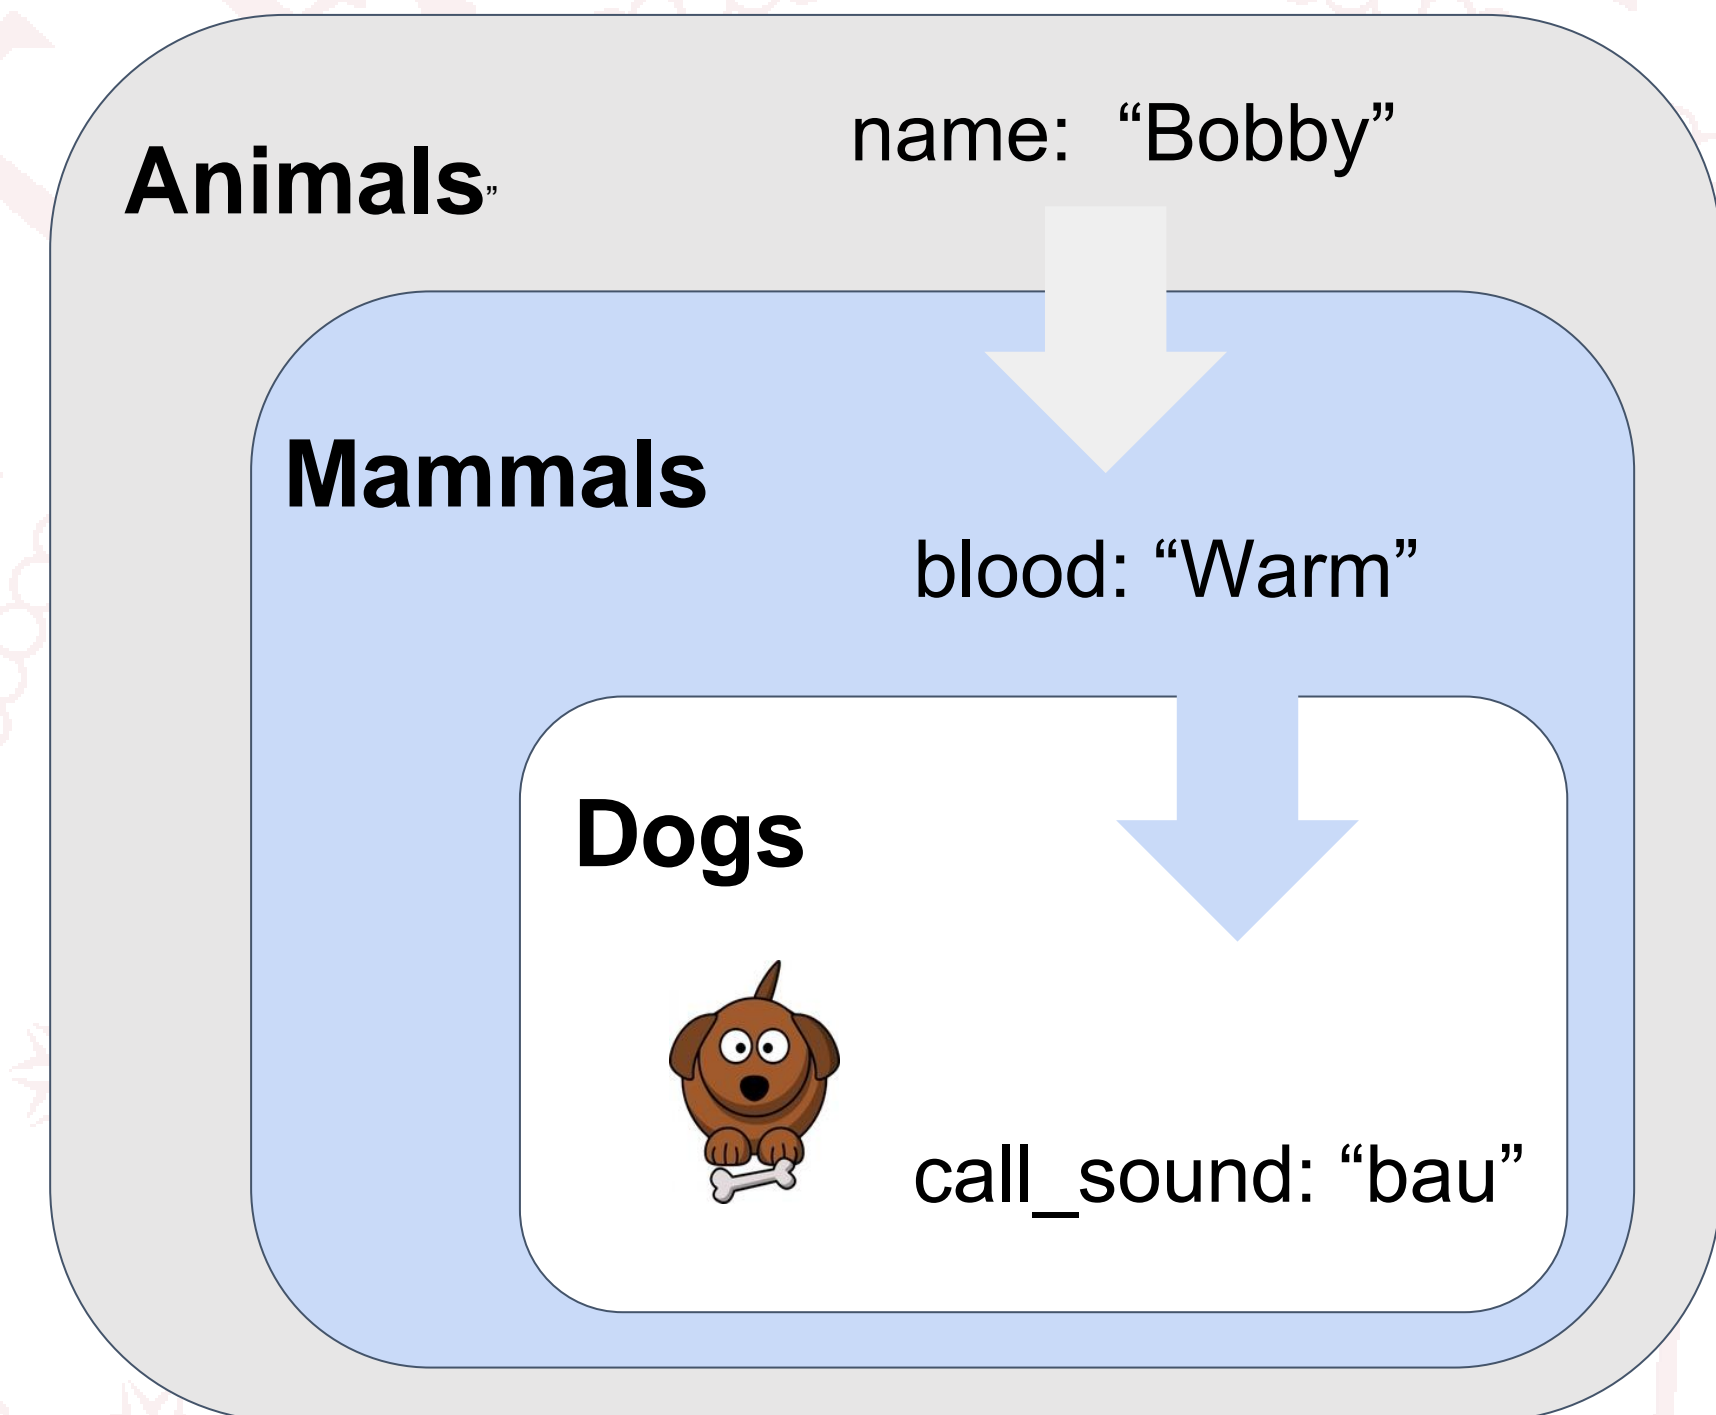 name: “Bobby”
Animals”
Mammals
blood: “Warm”
Dogs
call_sound: “bau”